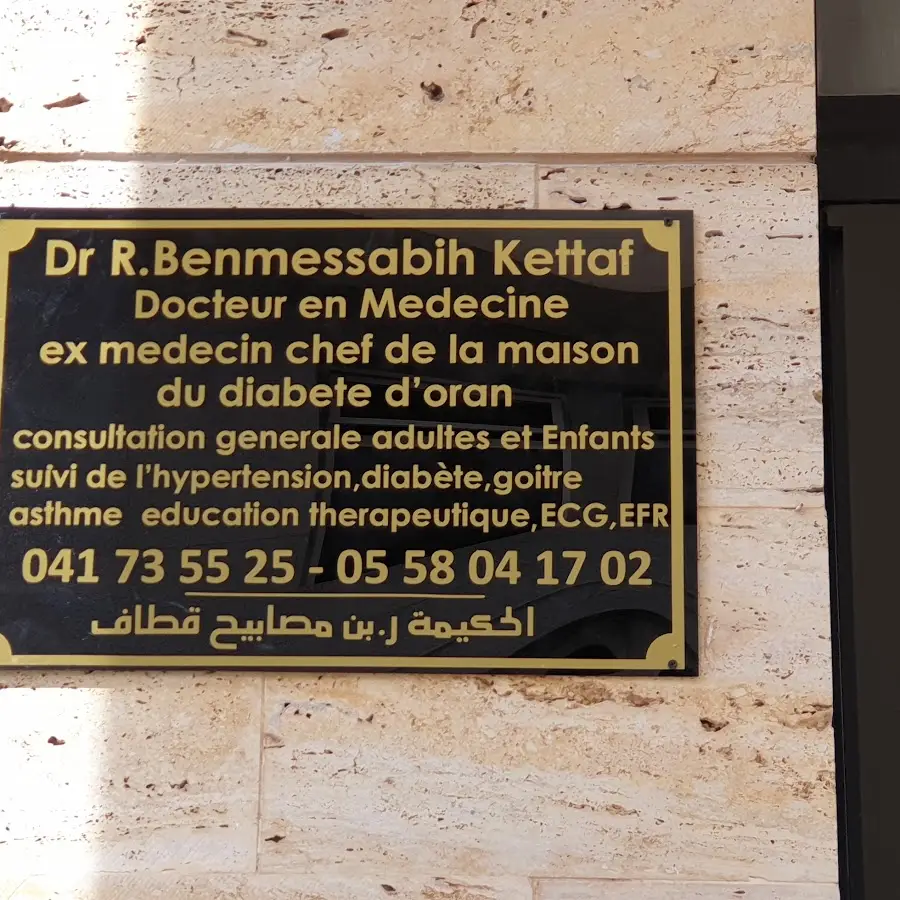 Dr R.Benmessabih Kettaf
Docteur en Medecine
ex medecin chef de la maison
du diabete d'oran
consultation generale adultes et Enfants
suivi de l'hypertension,diabète,goitre
asthme education therapeutique,ECG,EFR
041 73 55 25 - 05 58 04 17 02
الحكيمة ر.بن مصابيح قطاف